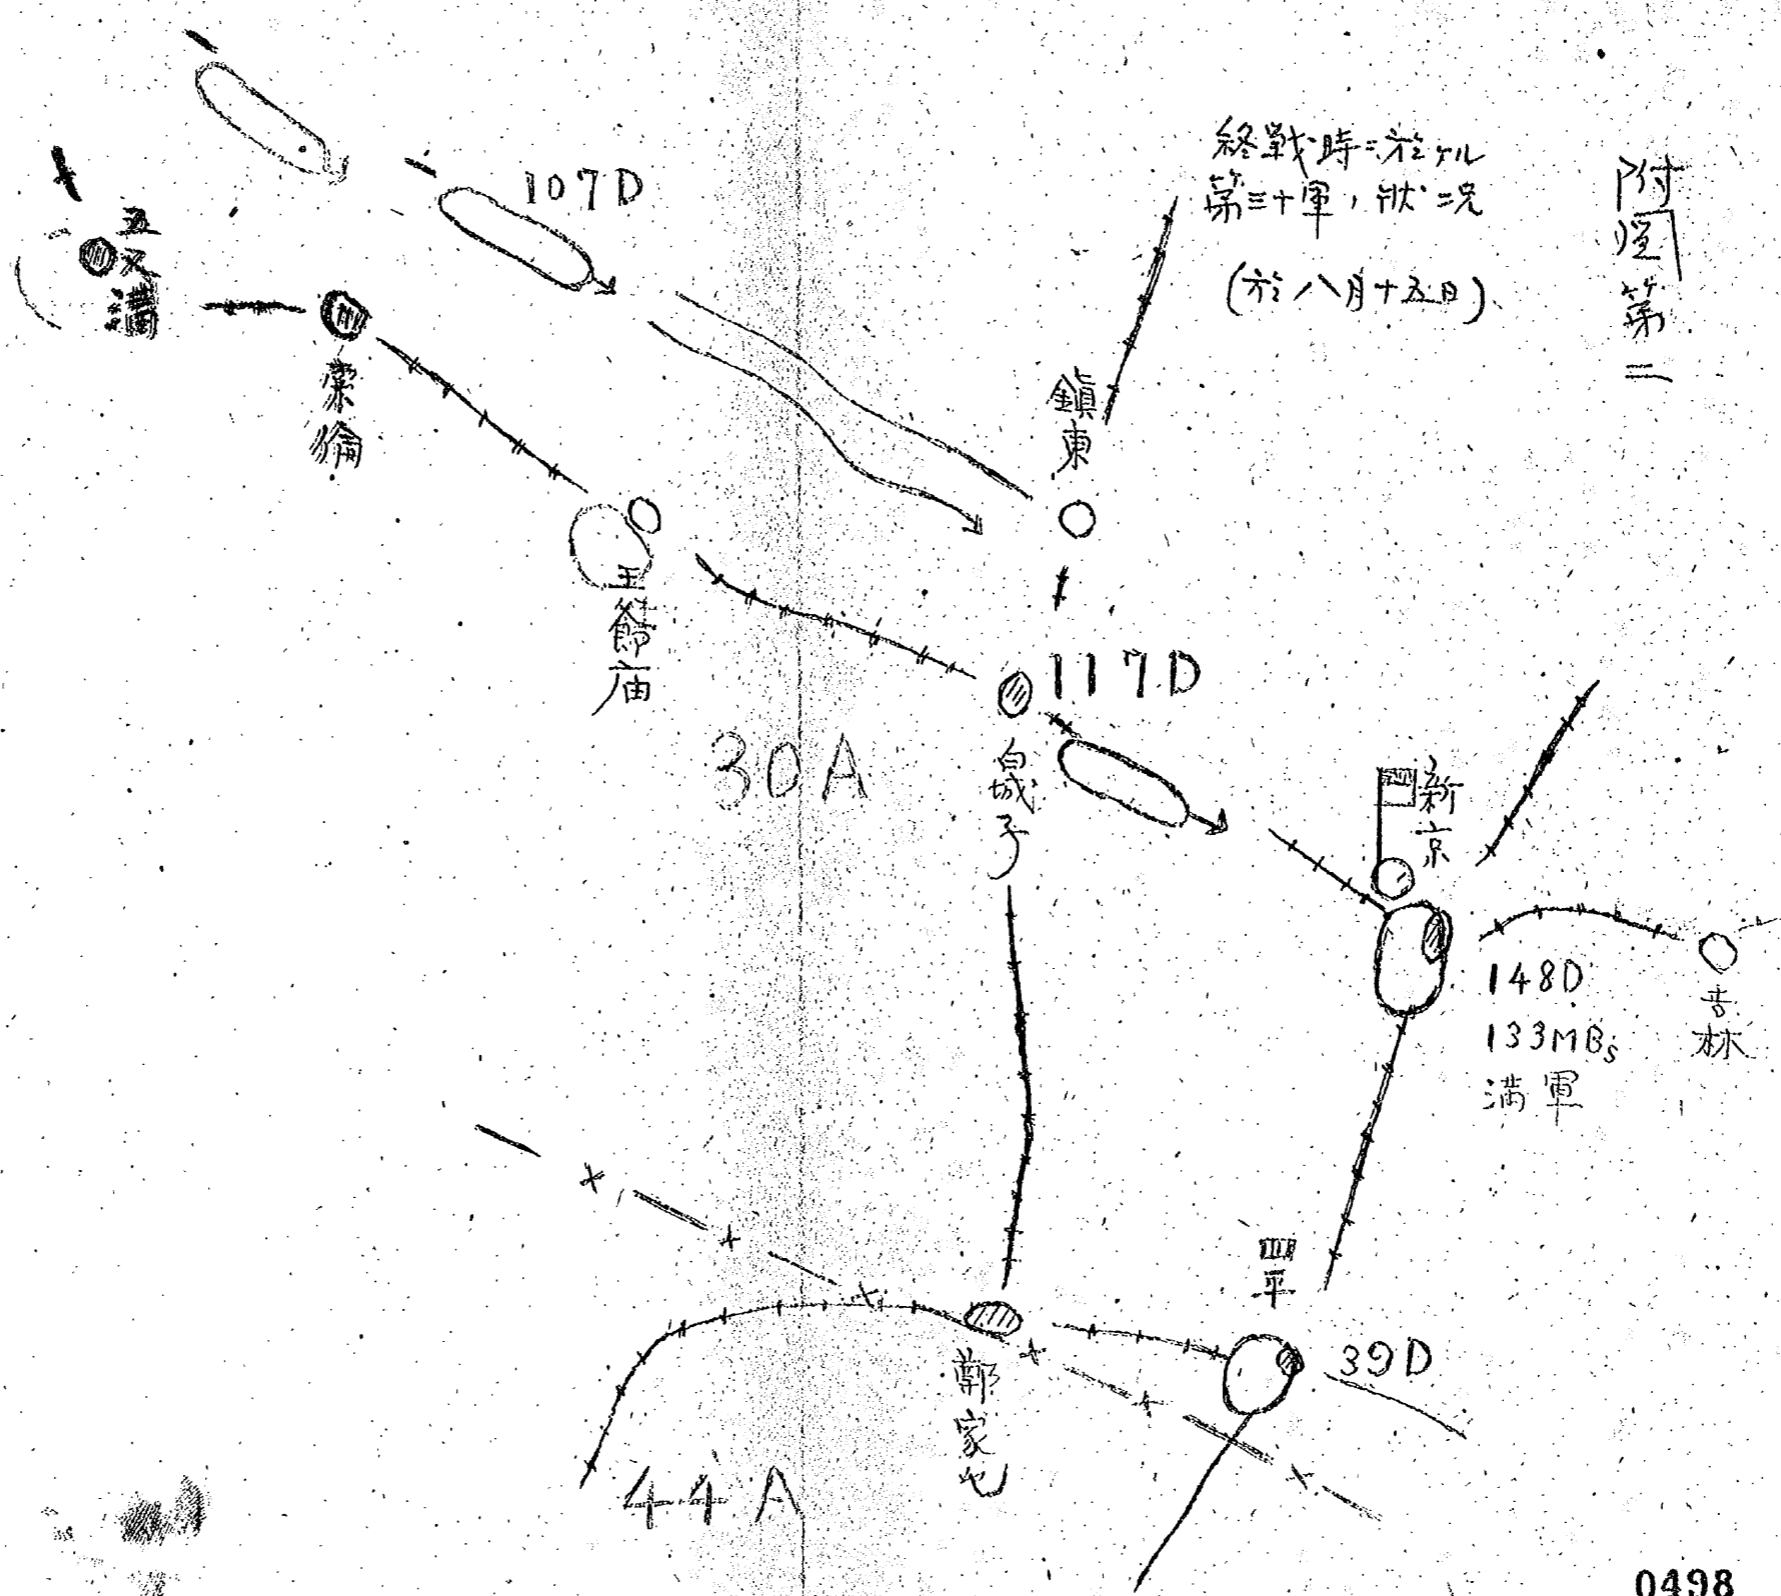 附図第二
終戦時ニ於ケル
第三十軍ノ状況
(於八月十五日)
107D
五叉溝
索倫
鎮東
王爺庙
117D
30A
白城子
新京
148D
133MBs
満軍
吉林
四平
39D
鄭家屯
44A
0498